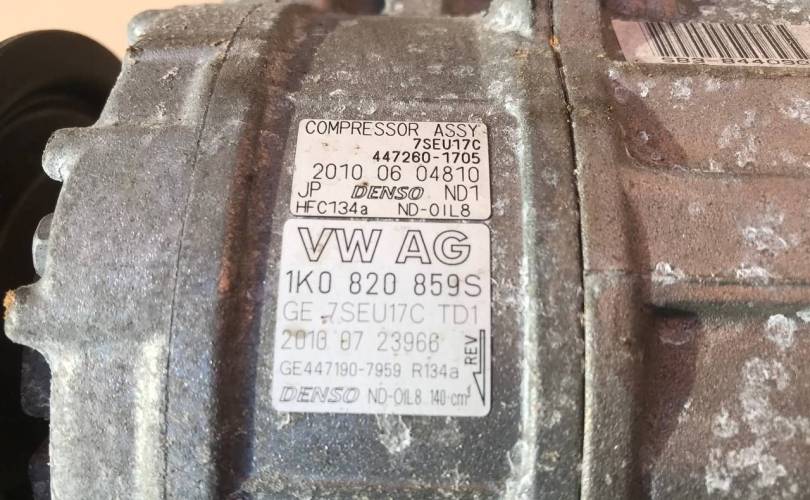 COMPRESSOR ASSY
7SEU17C
447260-1705
2010 06 04810
JP DENSO ND1
HFC134a ND-OIL8
VW AG
1K0 820 859S
GE 7SEU17C TD1
2010 07 23966
REV
GE447190-7959 R134a
DENSO ND-OIL8 140 cm³